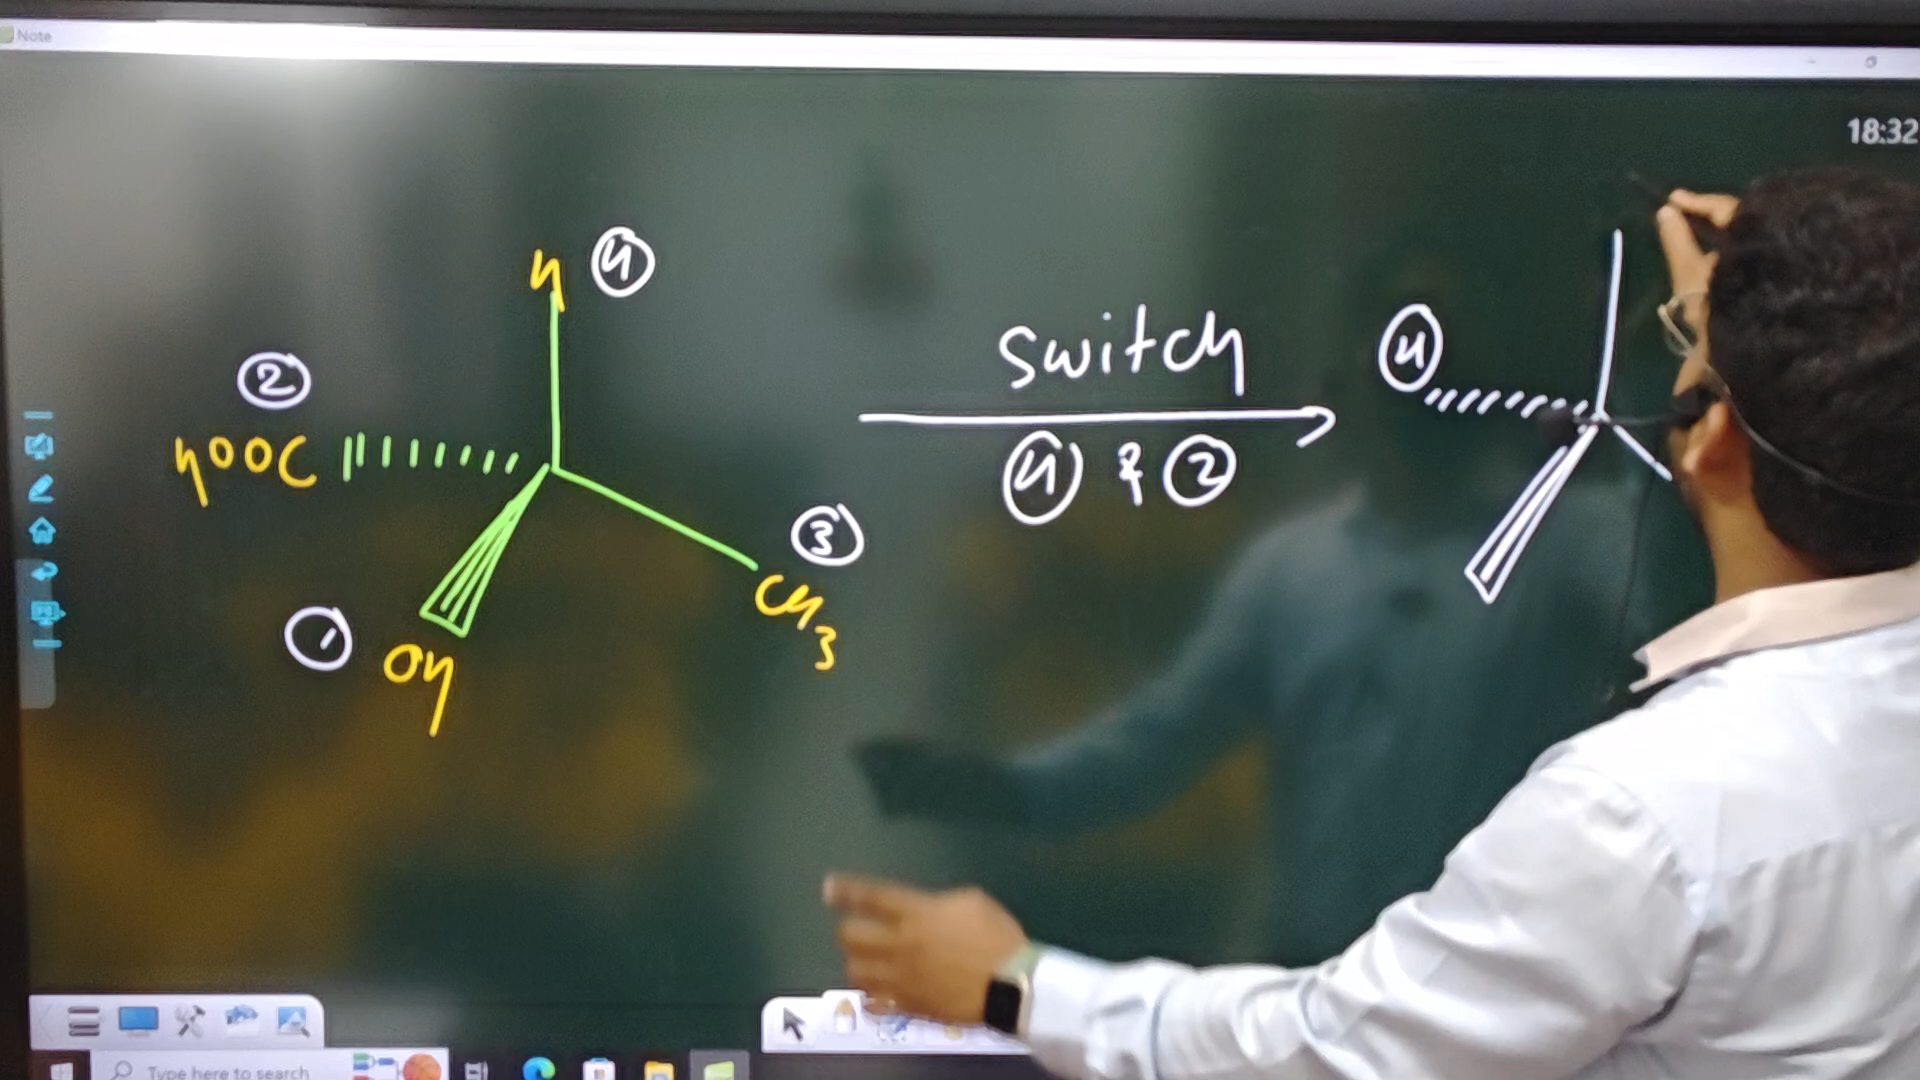 Note
18:32
H ④
②
HOOC
③
CH3
① OH
switch
④ & ②
④
Type here to search